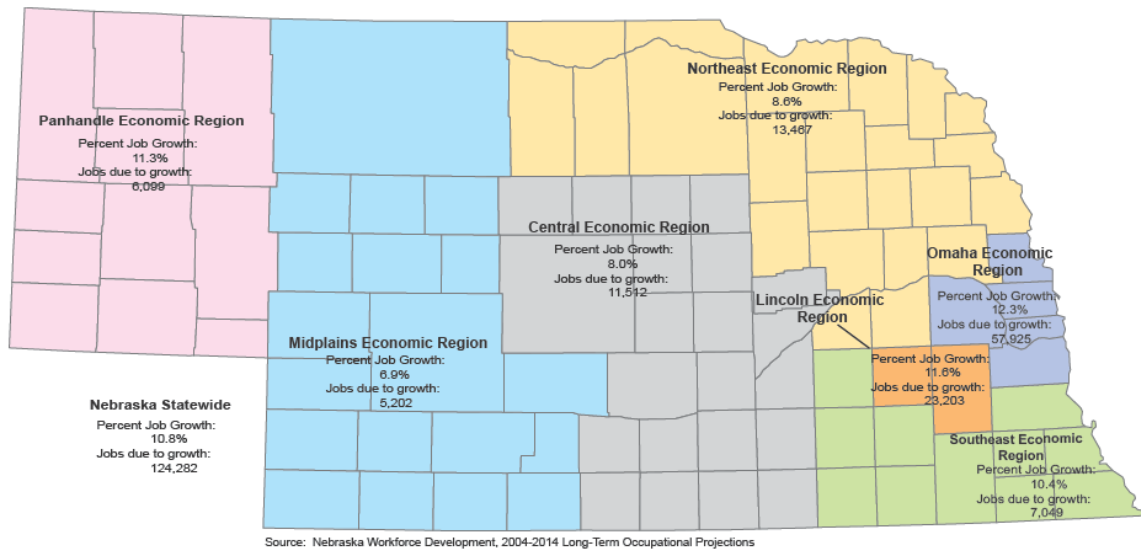 Northeast Economic Region
Percent Job Growth:
8.6%
Jobs due to growth:
13,467
Panhandle Economic Region
Percent Job Growth:
11.3%
Jobs due to growth:
6,099
Central Economic Region
Percent Job Growth:
8.0%
Jobs due to growth:
11,512
Omaha Economic
Region
Percent Job Growth:
12.3%
Jobs due to growth:
57,925
Lincoln Economic
Region
Percent Job Growth:
11.6%
Jobs due to growth:
23,203
Midplains Economic Region
Percent Job Growth:
6.9%
Jobs due to growth:
5,202
Nebraska Statewide
Percent Job Growth:
10.8%
Jobs due to growth:
124,282
Southeast Economic
Region
Percent Job Growth:
10.4%
Jobs due to growth:
7,049
Source: Nebraska Workforce Development, 2004-2014 Long-Term Occupational Projections